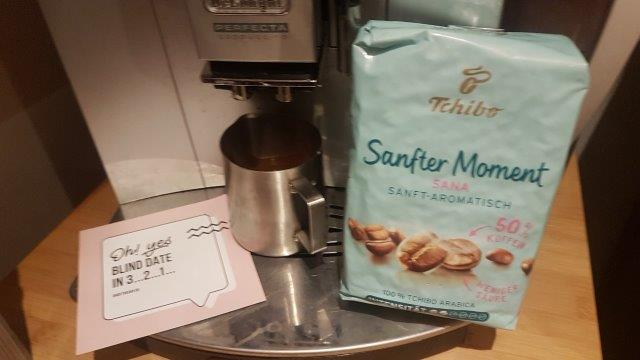 PERFECTA
Tchibo
Sanfter Moment
SANA
SANFT-AROMATISCH
50%
KOFFEIN
WENIGER
SÄURE
100% TCHIBO ARABICA
INTENSITÄT
Oh! yes
BLIND DATE
IN 3...2...1...